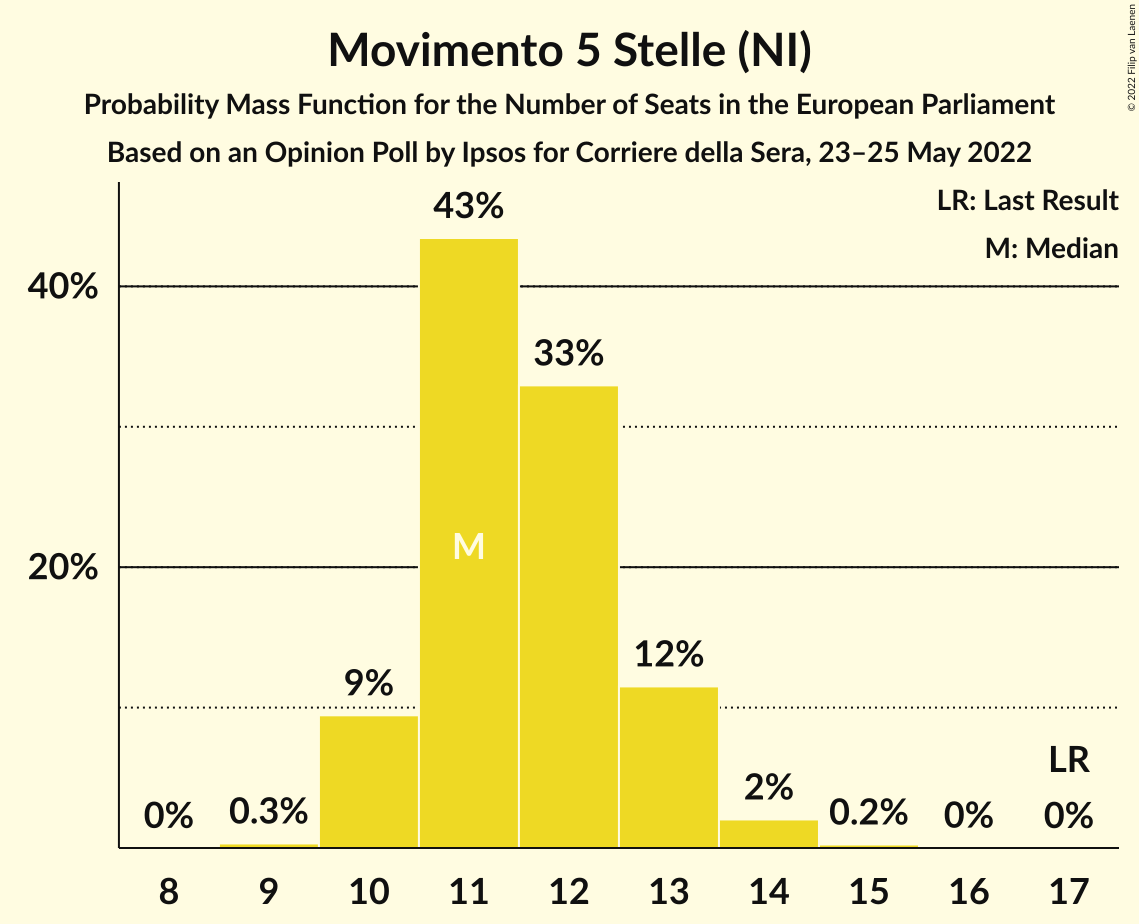 Movimento 5 Stelle (NI)
Probability Mass Function for the Number of Seats in the European Parliament
Based on an Opinion Poll by Ipsos for Corriere della Sera, 23–25 May 2022
© 2022 Filip van Laenen
LR: Last Result
M: Median
43%
40%
33%
M
20%
12%
9%
LR
2%
0% 0.3% 0.2% 0% 0%
8 9 10 11 12 13 14 15 16 17